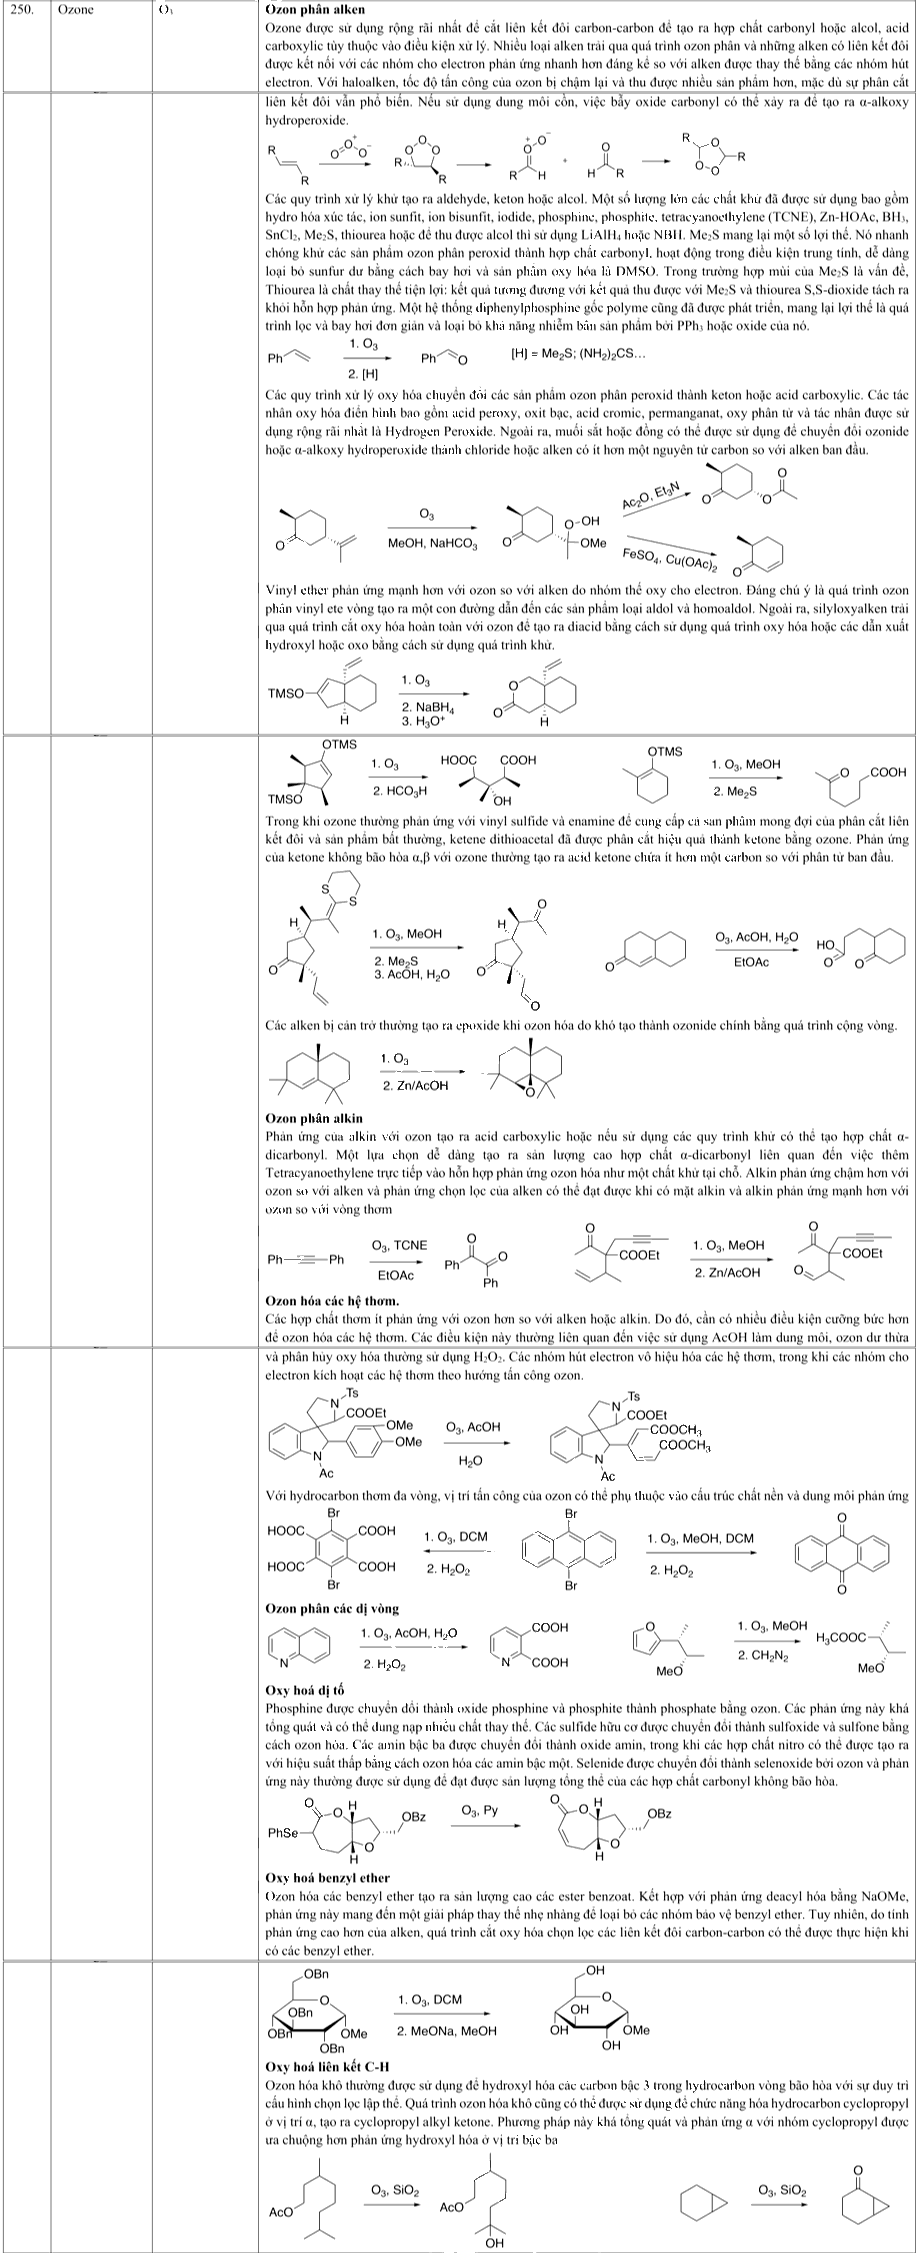 250.
Ozone
O₃
Ozon phân alken
Ozone được sử dụng rộng rãi nhất để cắt liên kết đôi carbon-carbon để tạo ra hợp chất carbonyl hoặc alcol, acid
carboxylic tùy thuộc vào điều kiện xử lý. Nhiều loại alken trải qua quá trình ozon phân và những alken có liên kết đôi
được kết nối với các nhóm cho electron phản ứng nhanh hơn đáng kể so với alken được thay thế bằng các nhóm hút
electron. Với haloalken, tốc độ tấn công của ozon bị chậm lại và thu được nhiều sản phẩm hơn, mặc dù sự phân cắt
liên kết đôi vẫn phổ biến. Nếu sử dụng dung môi cồn, việc bẫy oxide carbonyl có thể xảy ra để tạo ra α-alkoxy
hydroperoxide.
Các quy trình xử lý khử tạo ra aldehyde, keton hoặc alcol. Một số lượng lớn các chất khử đã được sử dụng bao gồm
hydro hóa xúc tác, ion sunfit, ion bisunfit, iodide, phosphine, phosphite, tetracyanoethylene (TCNE), Zn-HOAc, BH₃,
SnCl₂, Me₂S, thiourea hoặc để thu được alcol thì sử dụng LiAlH₄ hoặc NBH. Me₂S mang lại một số lợi thế. Nó nhanh
chóng khử các sản phẩm ozon phân peroxid thành hợp chất carbonyl, hoạt động trong điều kiện trung tính, dễ dàng
loại bỏ sunfur dư bằng cách bay hơi và sản phẩm oxy hóa là DMSO. Trong trường hợp mùi của Me₂S là vấn đề,
Thiourea là chất thay thế tiện lợi: kết quả tương đương với kết quả thu được với Me₂S và thiourea S,S-dioxide tách ra
khỏi hỗn hợp phản ứng. Một hệ thống diphenylphosphine gốc polyme cũng đã được phát triển, mang lại lợi thế là quá
trình lọc và bay hơi đơn giản và loại bỏ khả năng nhiễm bẩn sản phẩm bởi PPh₃ hoặc oxide của nó.
Ph 1. O₃ 2. [H] Ph O [H] = Me₂S; (NH₂)₂CS...
Các quy trình xử lý oxy hóa chuyển đổi các sản phẩm ozon phân peroxid thành keton hoặc acid carboxylic. Các tác
nhân oxy hóa điển hình bao gồm acid peroxy, oxit bạc, acid cromic, permanganat, oxy phân tử và tác nhân được sử
dụng rộng rãi nhất là Hydrogen Peroxide. Ngoài ra, muối sắt hoặc đồng có thể được sử dụng để chuyển đổi ozonide
hoặc α-alkoxy hydroperoxide thành chloride hoặc alken có ít hơn một nguyên tử carbon so với alken ban đầu.
O O₃ MeOH, NaHCO₃ O O-OH OMe Ac₂O, Et₃N FeSO₄, Cu(OAc)₂ O O O O
Vinyl ether phản ứng mạnh hơn với ozon so với alken do nhóm thế oxy cho electron. Đáng chú ý là quá trình ozon
phân vinyl ete vòng tạo ra một con đường dẫn đến các sản phẩm loại aldol và homoaldol. Ngoài ra, silyloxyalken trải
qua quá trình cắt oxy hóa hoàn toàn với ozon để tạo ra diacid bằng cách sử dụng quá trình oxy hóa hoặc các dẫn xuất
hydroxyl hoặc oxo bằng cách sử dụng quá trình khử.
TMSO H 1. O₃ 2. NaBH₄ 3. H₃O⁺ O O H
OTMS TMSO 1. O₃ 2. HCO₃H HOOC COOH OH OTMS 1. O₃, MeOH 2. Me₂S O COOH
Trong khi ozone thường phản ứng với vinyl sulfide và enamine để cung cấp cả sản phẩm mong đợi của phân cắt liên
kết đôi và sản phẩm bất thường, ketene dithioacetal đã được phân cắt hiệu quả thành ketone bằng ozone. Phản ứng
của ketone không bão hòa α,β với ozone thường tạo ra acid ketone chứa ít hơn một carbon so với phân tử ban đầu.
S S H O 1. O₃, MeOH 2. Me₂S 3. AcOH, H₂O H O O O O O₃, AcOH, H₂O EtOAc HO O O
Các alken bị cản trở thường tạo ra epoxide khi ozon hóa do khó tạo thành ozonide chính bằng quá trình cộng vòng.
1. O₃ 2. Zn/AcOH O
Ozon phân alkin
Phản ứng của alkin với ozon tạo ra acid carboxylic hoặc nếu sử dụng các quy trình khử có thể tạo hợp chất α-
dicarbonyl. Một lựa chọn dễ dàng tạo ra sản lượng cao hợp chất α-dicarbonyl liên quan đến việc thêm
Tetracyanoethylene trực tiếp vào hỗn hợp phản ứng ozon hóa như một chất khử tại chỗ. Alkin phản ứng chậm hơn với
ozon so với alken và phản ứng chọn lọc của alken có thể đạt được khi có mặt alkin và alkin phản ứng mạnh hơn với
ozon so với vòng thơm
Ph Ph O₃, TCNE EtOAc O Ph O Ph O COOEt 1. O₃, MeOH 2. Zn/AcOH O COOEt O
Ozon hóa các hệ thơm.
Các hợp chất thơm ít phản ứng với ozon hơn so với alken hoặc alkin. Do đó, cần có nhiều điều kiện cưỡng bức hơn
để ozon hóa các hệ thơm. Các điều kiện này thường liên quan đến việc sử dụng AcOH làm dung môi, ozon dư thừa
và phân hủy oxy hóa thường sử dụng H₂O₂. Các nhóm hút electron vô hiệu hóa các hệ thơm, trong khi các nhóm cho
electron kích hoạt các hệ thơm theo hướng tấn công ozon.
Ts N COOEt OMe OMe N Ac O₃, AcOH H₂O Ts N COOEt COOCH₃ COOCH₃ N Ac
Với hydrocarbon thơm đa vòng, vị trí tấn công của ozon có thể phụ thuộc vào cấu trúc chất nền và dung môi phản ứng
Br HOOC COOH HOOC COOH Br 1. O₃, DCM 2. H₂O₂ Br Br 1. O₃, MeOH, DCM 2. H₂O₂ O O
Ozon phân các dị vòng
N 1. O₃, AcOH, H₂O 2. H₂O₂ COOH N COOH O MeO 1. O₃, MeOH 2. CH₂N₂ H₃COOC MeO
Oxy hoá dị tố
Phosphine được chuyển đổi thành oxide phosphine và phosphite thành phosphate bằng ozon. Các phản ứng này khá
tổng quát và có thể dung nạp nhiều chất thay thế. Các sulfide hữu cơ được chuyển đổi thành sulfoxide và sulfone bằng
cách ozon hóa. Các amin bậc ba được chuyển đổi thành oxide amin, trong khi các hợp chất nitro có thể được tạo ra
với hiệu suất thấp bằng cách ozon hóa các amin bậc một. Selenide được chuyển đổi thành selenoxide bởi ozon và phản
ứng này thường được sử dụng để đạt được sản lượng tổng thể của các hợp chất carbonyl không bão hòa.
O O H PhSe H O OBz O₃, Py O O H H O OBz
Oxy hoá benzyl ether
Ozon hóa các benzyl ether tạo ra sản lượng cao các ester benzoat. Kết hợp với phản ứng deacyl hóa bằng NaOMe,
phản ứng này mang đến một giải pháp thay thế nhẹ nhàng để loại bỏ các nhóm bảo vệ benzyl ether. Tuy nhiên, do tính
phản ứng cao hơn của alken, quá trình cắt oxy hóa chọn lọc các liên kết đôi carbon-carbon có thể được thực hiện khi
có các benzyl ether.
OBn O OBn OBn OMe OBn 1. O₃, DCM 2. MeONa, MeOH OH O OH OH OMe OH
Oxy hoá liên kết C-H
Ozon hóa khô thường được sử dụng để hydroxyl hóa các carbon bậc 3 trong hydrocarbon vòng bão hòa với sự duy trì
cấu hình chọn lọc lập thể. Quá trình ozon hóa khô cũng có thể được sử dụng để chức năng hóa hydrocarbon cyclopropyl
ở vị trí α, tạo ra cyclopropyl alkyl ketone. Phương pháp này khá tổng quát và phản ứng α với nhóm cyclopropyl được
ưa chuộng hơn phản ứng hydroxyl hóa ở vị trí bậc ba
AcO O₃, SiO₂ AcO OH O₃, SiO₂ O